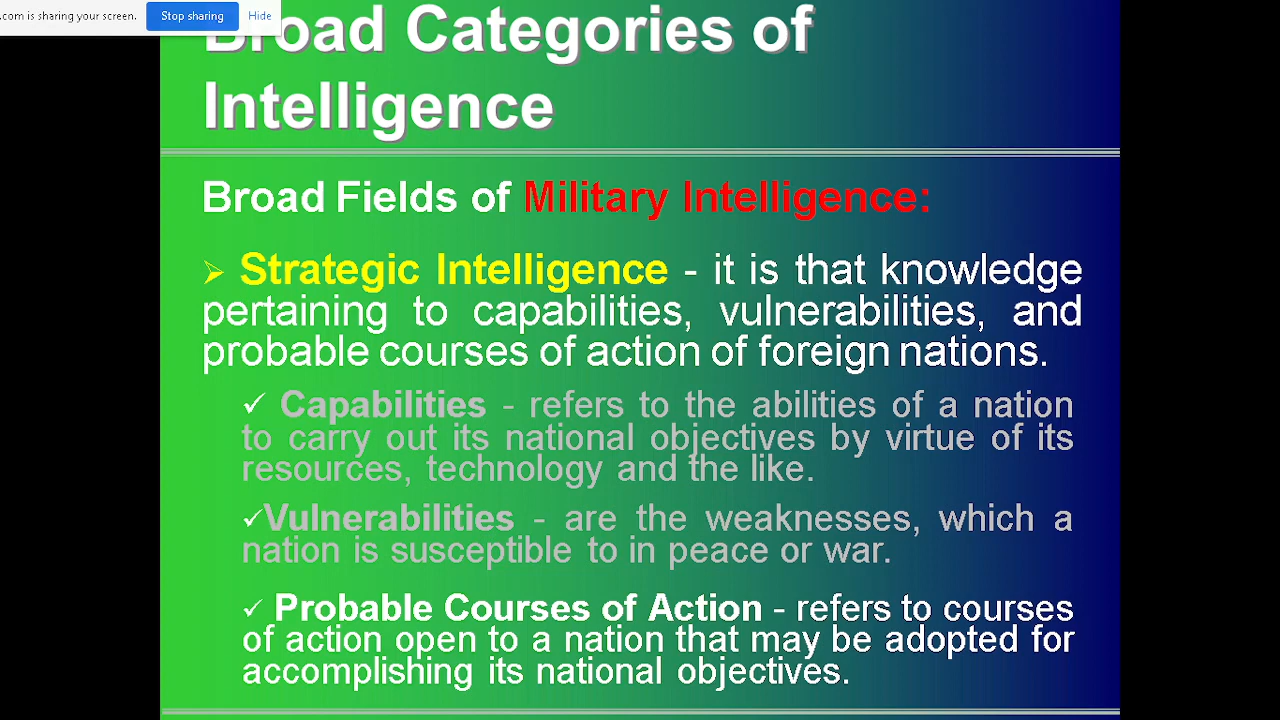 .com is sharing your screen. Stop sharing Hide
Broad Categories of
Intelligence
Broad Fields of Military Intelligence:
➢ Strategic Intelligence - it is that knowledge
pertaining to capabilities, vulnerabilities, and
probable courses of action of foreign nations.
✓ Capabilities - refers to the abilities of a nation
to carry out its national objectives by virtue of its
resources, technology and the like.
✓Vulnerabilities - are the weaknesses, which a
nation is susceptible to in peace or war.
✓ Probable Courses of Action - refers to courses
of action open to a nation that may be adopted for
accomplishing its national objectives.